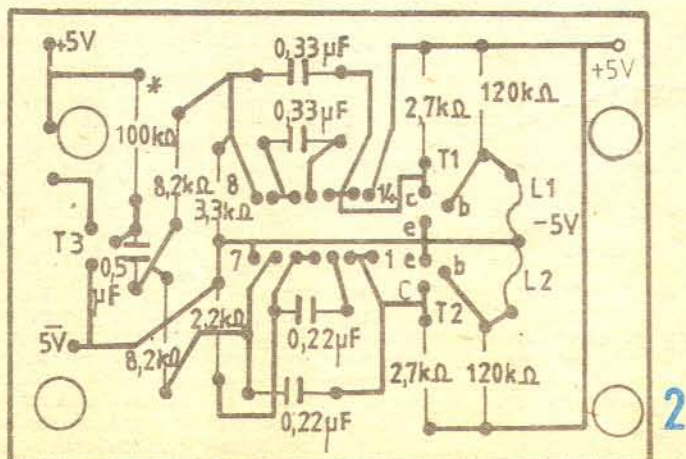 +5V
0,33µF
+5V
*
0,33µF
2,7kΩ
120kΩ
100kΩ
T1
8,2kΩ
8
14
c
b
L1
3,3kΩ
-5V
T3
e
7
1
e
b
L2
0,5
µF
C
T2
5V
2,2kΩ
0,22µF
8,2kΩ
2,7kΩ
120kΩ
0,22µF
2